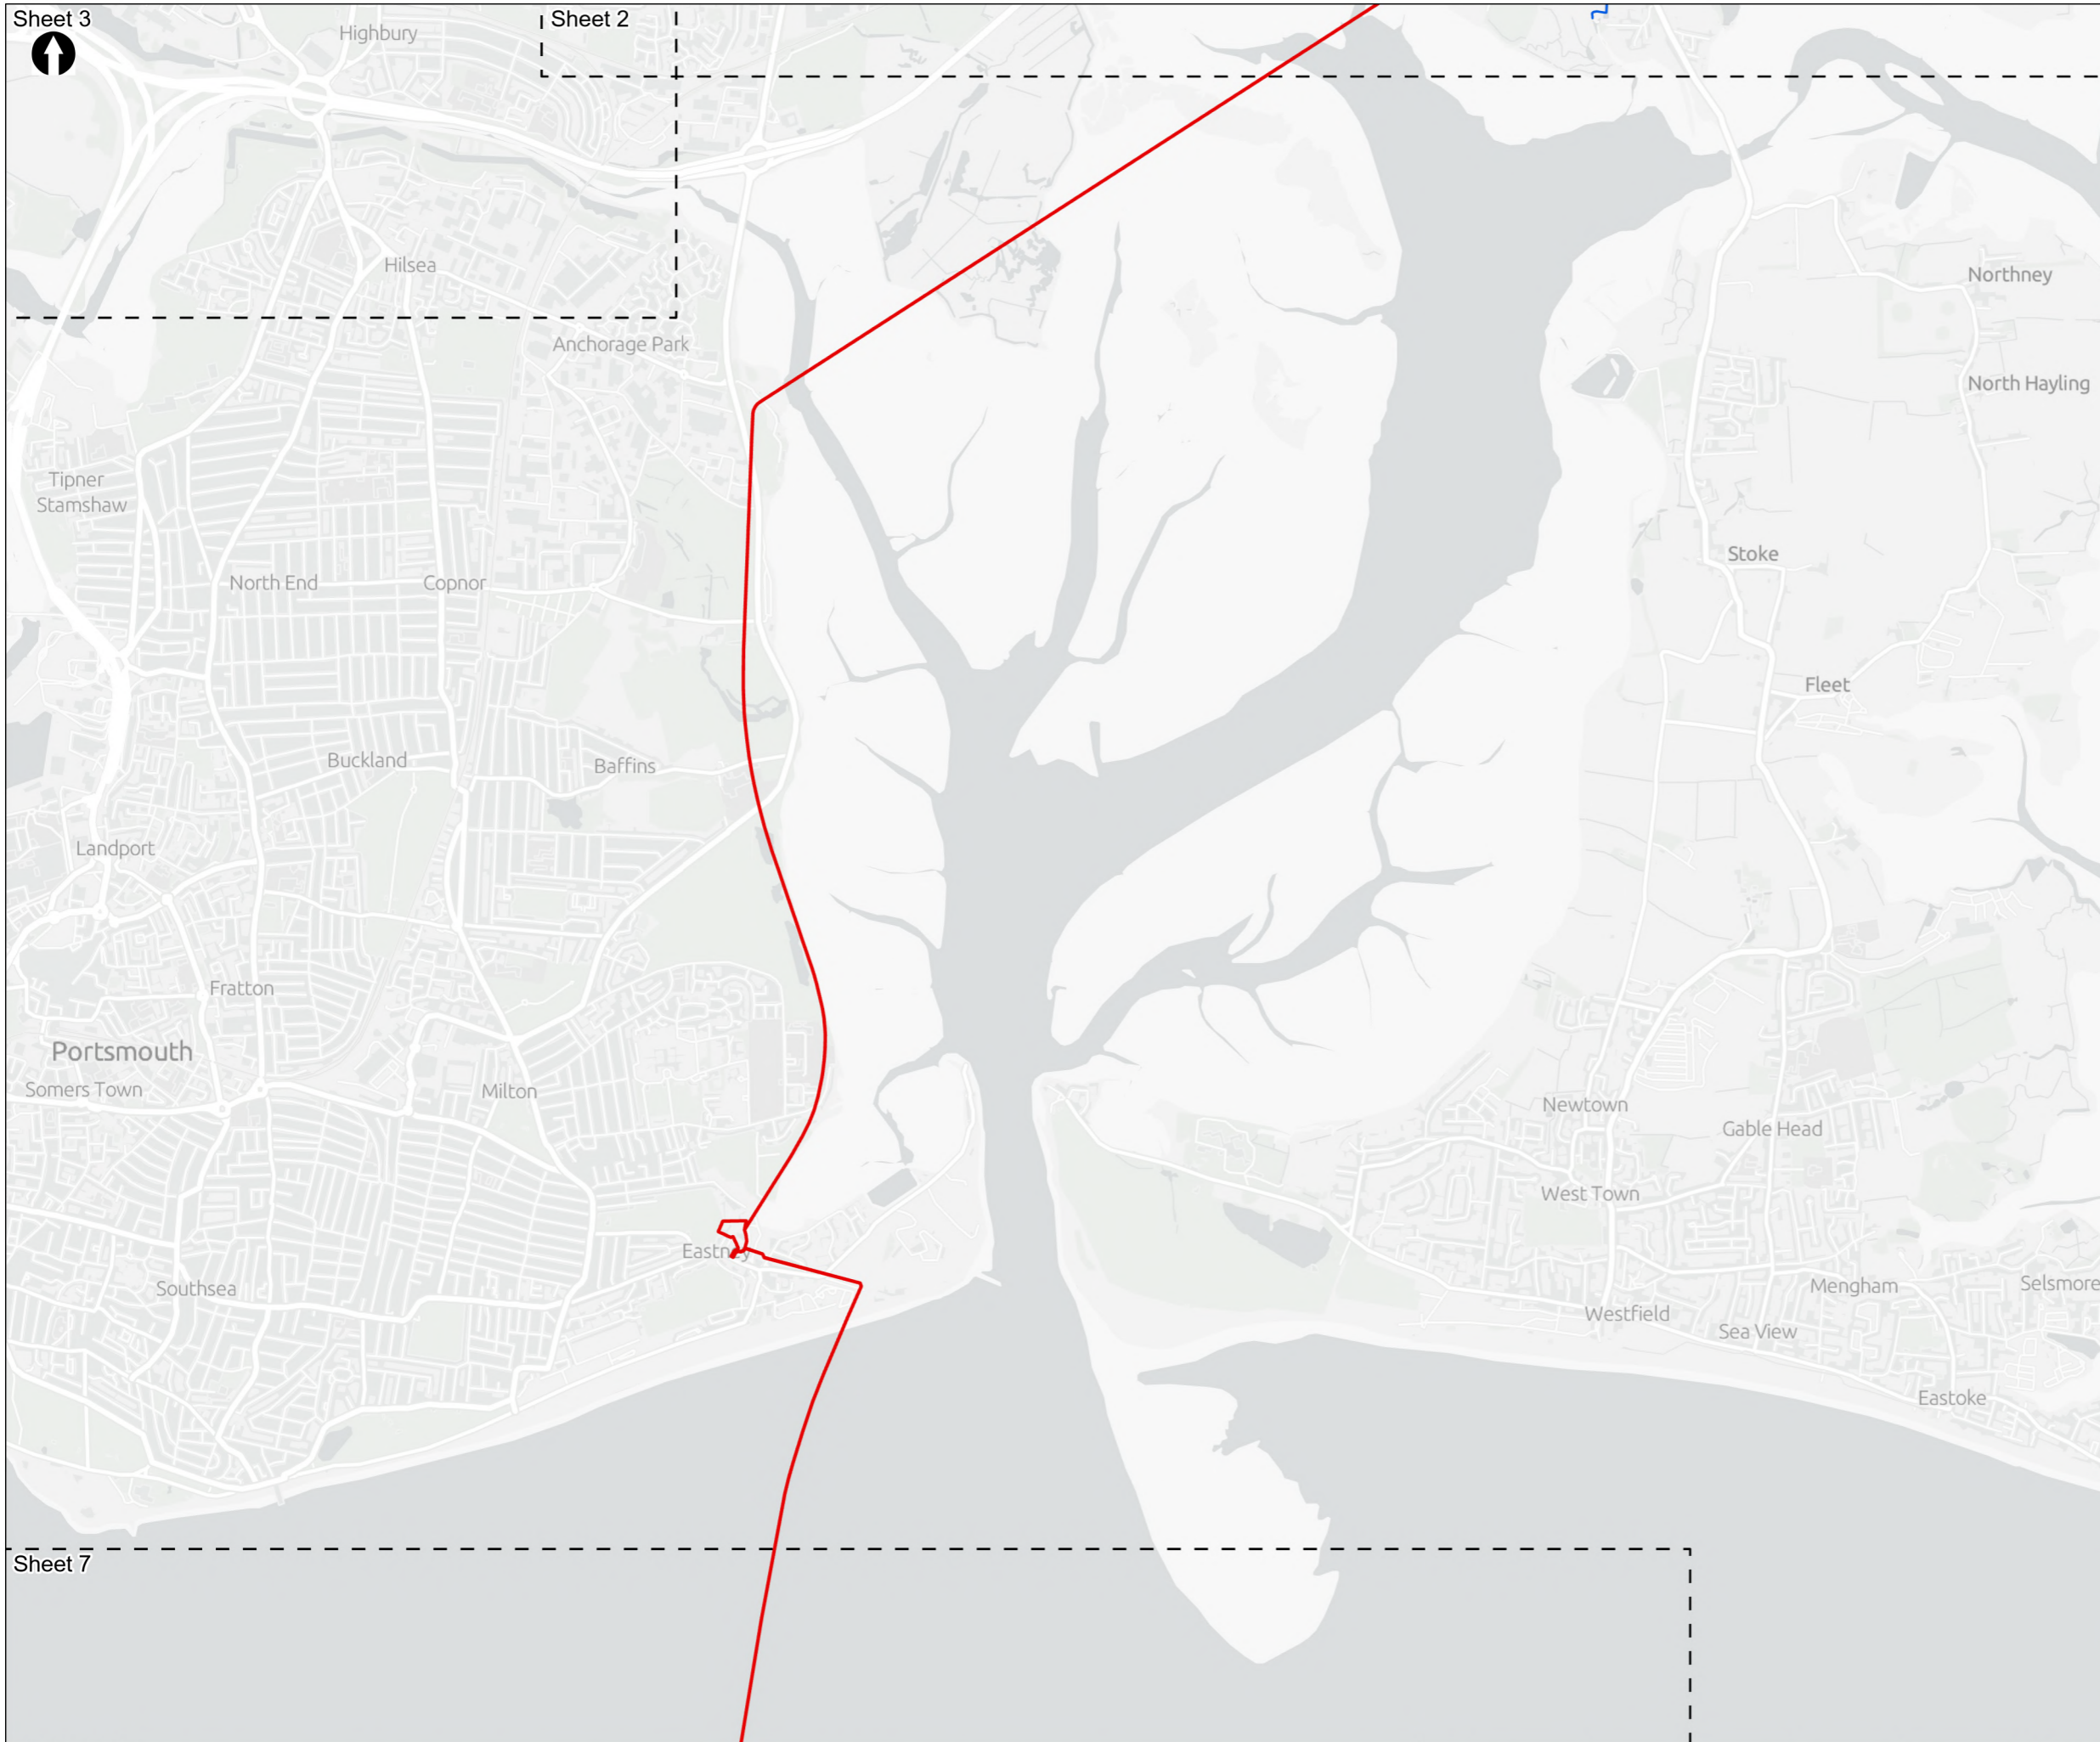 Sheet 3
Sheet 2
Highbury
Hilsea
Northney
Anchorage Park
North Hayling
Tipner
Stamshaw
Stoke
North End
Copnor
Fleet
Buckland
Baffins
Landport
Fratton
Portsmouth
Somers Town
Milton
Newtown
Gable Head
West Town
Eastney
Southsea
Mengham
Selsmore
Westfield
Sea View
Eastoke
Sheet 7